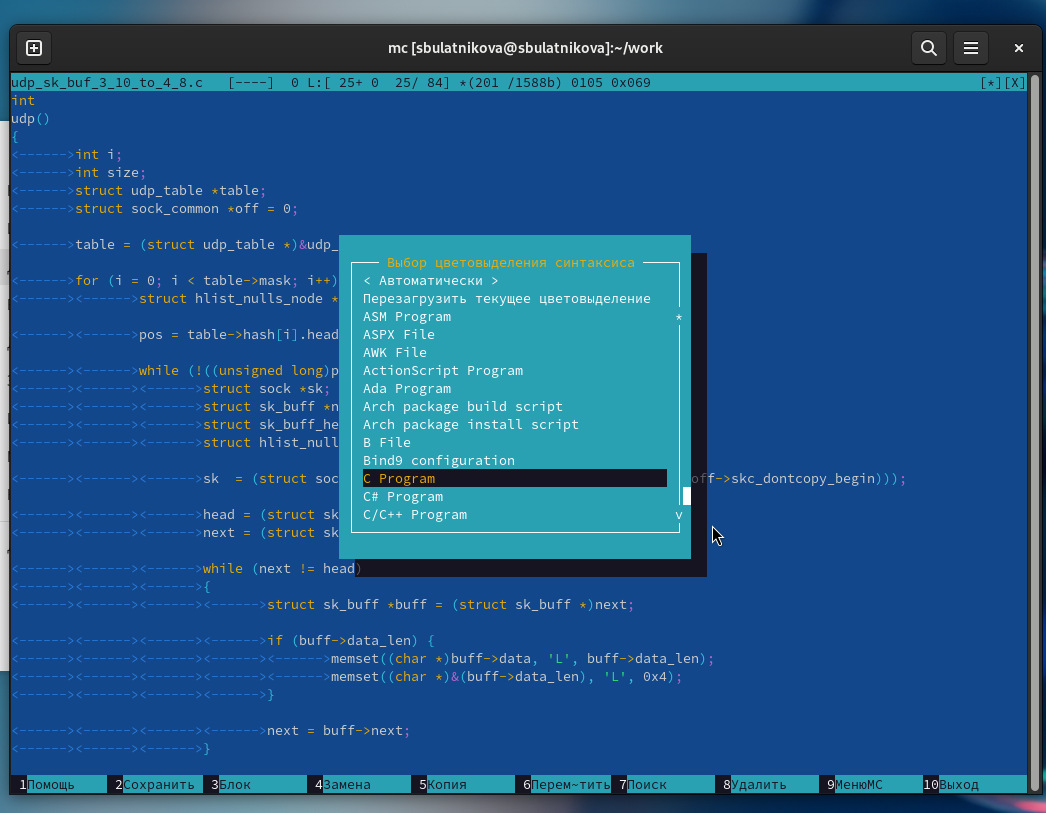 mc [sbulatnikova@sbulatnikova]:~/work
udp_sk_buf_3_10_to_4_8.c [----] 0 L:[ 25+ 0 25/ 84] *(201 /1588b) 0105 0x069 [*][X]
int
udp()
{
<------>int i;
<------>int size;
<------>struct udp_table *table;
<------>struct sock_common *off = 0;
<------>table = (struct udp_table *)&udp_
<------>for (i = 0; i < table->mask; i++)
<------><------>struct hlist_nulls_node *
<------><------>pos = table->hash[i].head
<------><------>while (!((unsigned long)p
<------><------><------>struct sock *sk;
<------><------><------>struct sk_buff *n
<------><------><------>struct sk_buff_he
<------><------><------>struct hlist_null
<------><------><------>sk = (struct soc off->skc_dontcopy_begin)));
<------><------><------>head = (struct sk
<------><------><------>next = (struct sk
<------><------><------>while (next != head)
<------><------><------>{
<------><------><------><------>struct sk_buff *buff = (struct sk_buff *)next;
<------><------><------><------>if (buff->data_len) {
<------><------><------><------><------>memset((char *)buff->data, 'L', buff->data_len);
<------><------><------><------><------>memset((char *)&(buff->data_len), 'L', 0x4);
<------><------><------><------>}
<------><------><------><------>next = buff->next;
<------><------><------>}
Выбор цветовыделения синтаксиса
< Автоматически >
Перезагрузить текущее цветовыделение
ASM Program *
ASPX File
AWK File
ActionScript Program
Ada Program
Arch package build script
Arch package install script
B File
Bind9 configuration
C Program
C# Program
C/C++ Program v
1Помощь 2Сохранить 3Блок 4Замена 5Копия 6Перем~тить 7Поиск 8Удалить 9МенюMC 10Выход